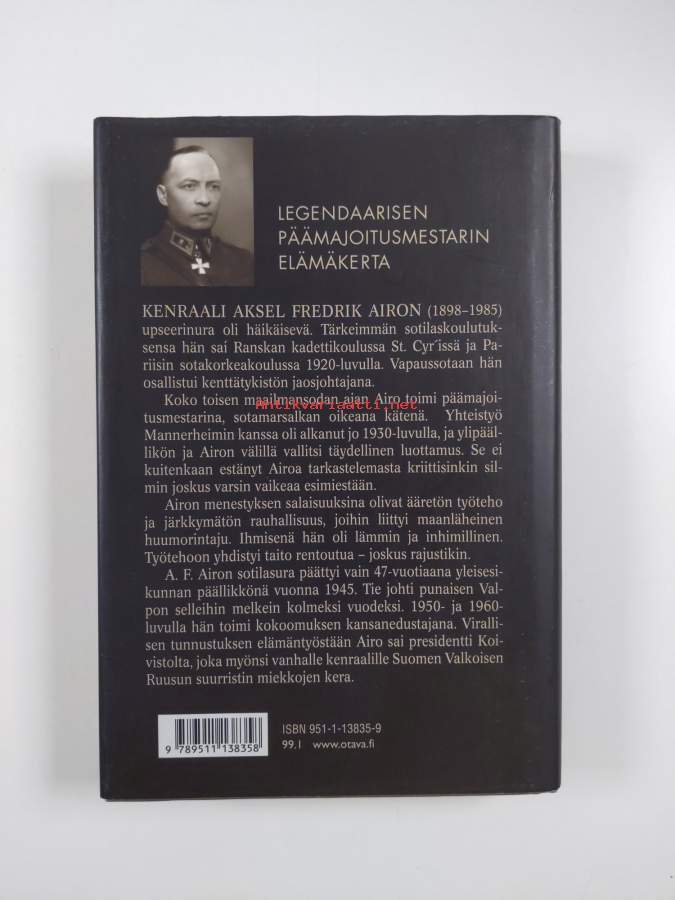 LEGENDAARISEN
PÄÄMAJOITUSMESTARIN
ELÄMÄKERTA
KENRAALI AKSEL FREDRIK AIRON (1898–1985)
upseerinura oli häikäisevä. Tärkeimmän sotilaskoulutuk-
sensa hän sai Ranskan kadettikoulussa St. Cyr´issä ja Pa-
riisin sotakorkeakoulussa 1920-luvulla. Vapaussotaan hän
osallistui kenttätykistön jaosjohtajana.
Koko toisen maailmansodan ajan Airo toimi päämajoi-
tusmestarina, sotamarsalkan oikeana kätenä. Yhteistyö
Antikvariaatti.net
Mannerheimin kanssa oli alkanut jo 1930-luvulla, ja ylipääl-
likön ja Airon välillä vallitsi täydellinen luottamus. Se ei
kuitenkaan estänyt Airoa tarkastelemasta kriittisinkin sil-
min joskus varsin vaikeaa esimiestään.
Airon menestyksen salaisuuksina olivat ääretön työteho
ja järkkymätön rauhallisuus, joihin liittyi maanläheinen
huumorintaju. Ihmisenä hän oli lämmin ja inhimillinen.
Työtehoon yhdistyi taito rentoutua – joskus rajustikin.
A. F. Airon sotilasura päättyi vain 47-vuotiaana yleisesi-
kunnan päällikkönä vuonna 1945. Tie johti punaisen Val-
pon selleihin melkein kolmeksi vuodeksi. 1950- ja 1960-
luvulla hän toimi kokoomuksen kansanedustajana. Viralli-
sen tunnustuksen elämäntyöstään Airo sai presidentti Koi-
vistolta, joka myönsi vanhalle kenraalille Suomen Valkoisen
Ruusun suurristin miekkojen kera.
ISBN 951-1-13835-9
99.1 www.otava.fi
9 789511 138358